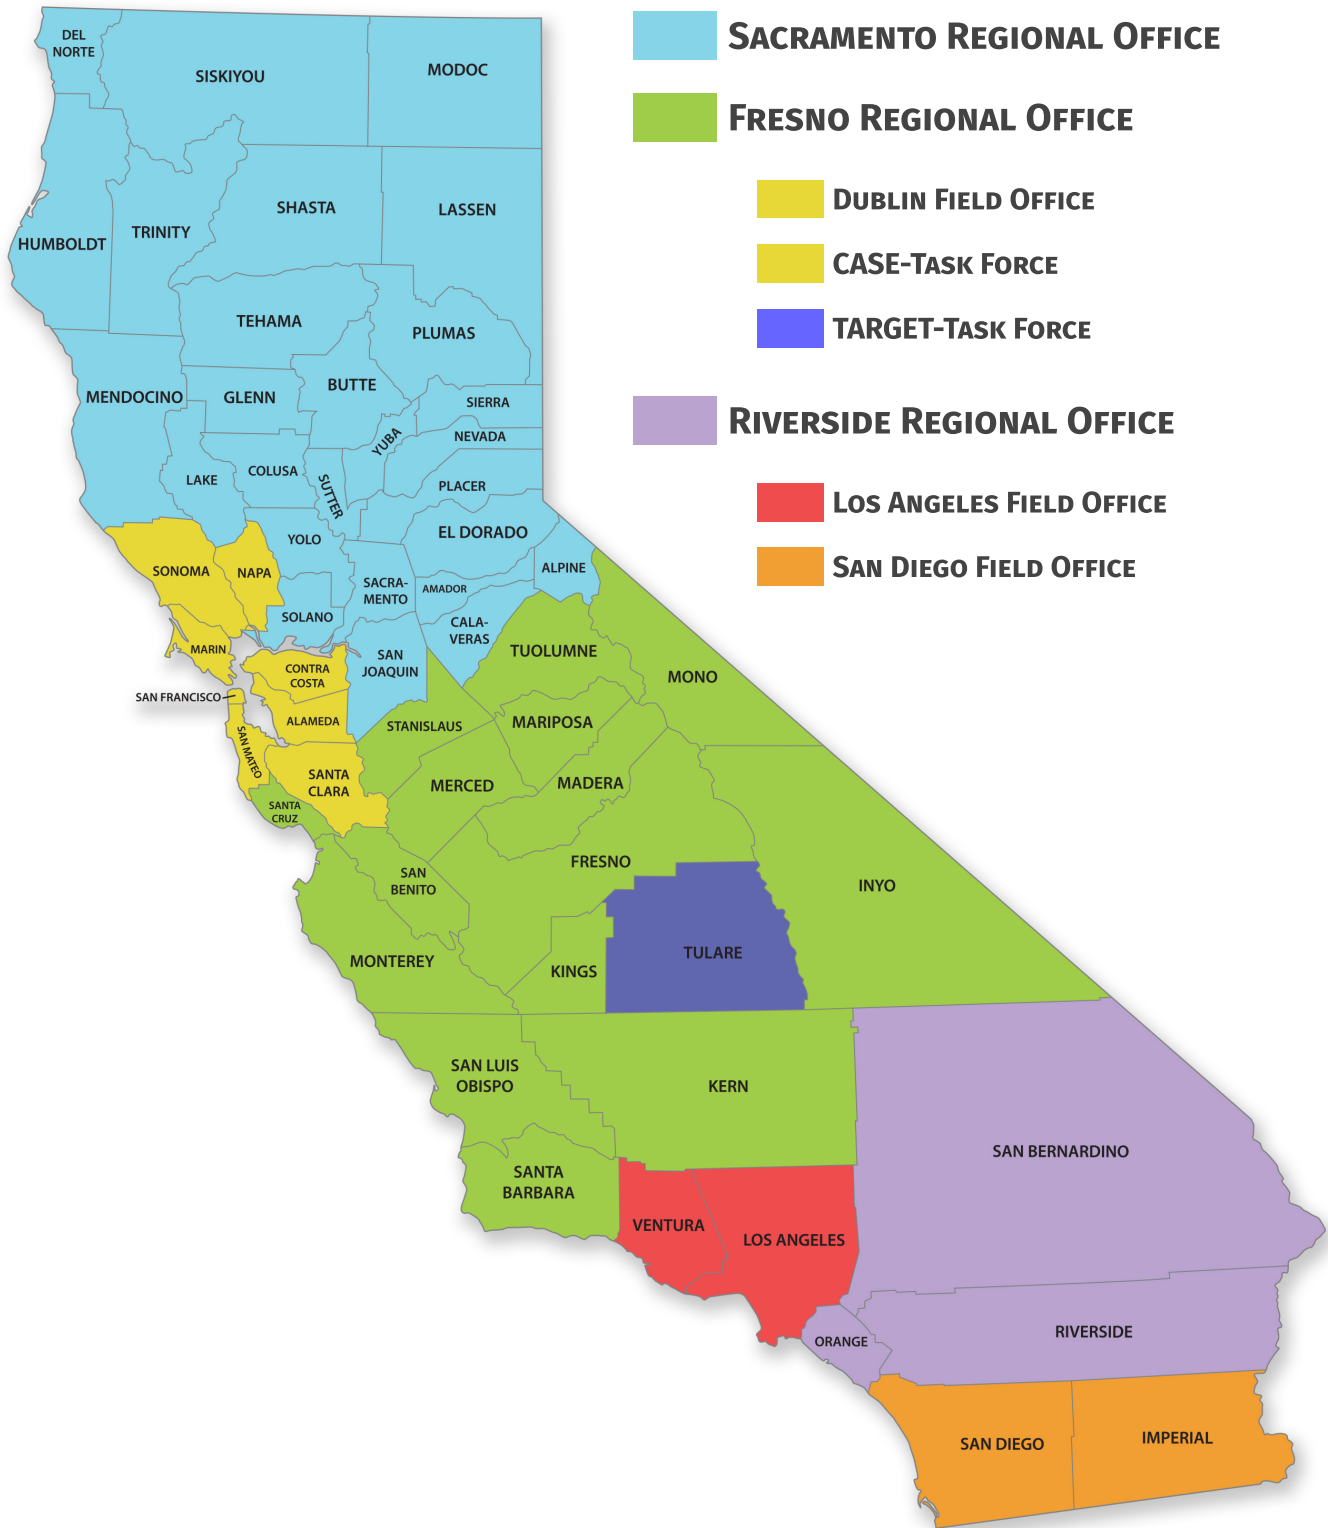 SACRAMENTO REGIONAL OFFICE
FRESNO REGIONAL OFFICE
DUBLIN FIELD OFFICE
CASE-TASK FORCE
TARGET-TASK FORCE
RIVERSIDE REGIONAL OFFICE
LOS ANGELES FIELD OFFICE
SAN DIEGO FIELD OFFICE
DEL
NORTE
SISKIYOU
MODOC
HUMBOLDT
TRINITY
SHASTA
LASSEN
TEHAMA
PLUMAS
MENDOCINO
GLENN
BUTTE
SIERRA
YUBA
NEVADA
LAKE
COLUSA
SUTTER
PLACER
YOLO
EL DORADO
SONOMA
NAPA
SACRA-
MENTO
AMADOR
ALPINE
SOLANO
CALA-
VERAS
MARIN
CONTRA
COSTA
SAN
JOAQUIN
TUOLUMNE
MONO
SAN FRANCISCO
ALAMEDA
STANISLAUS
MARIPOSA
SAN MATEO
SANTA
CLARA
MERCED
MADERA
SANTA
CRUZ
FRESNO
SAN
BENITO
INYO
MONTEREY
KINGS
TULARE
SAN LUIS
OBISPO
KERN
SAN BERNARDINO
SANTA
BARBARA
VENTURA
LOS ANGELES
ORANGE
RIVERSIDE
SAN DIEGO
IMPERIAL